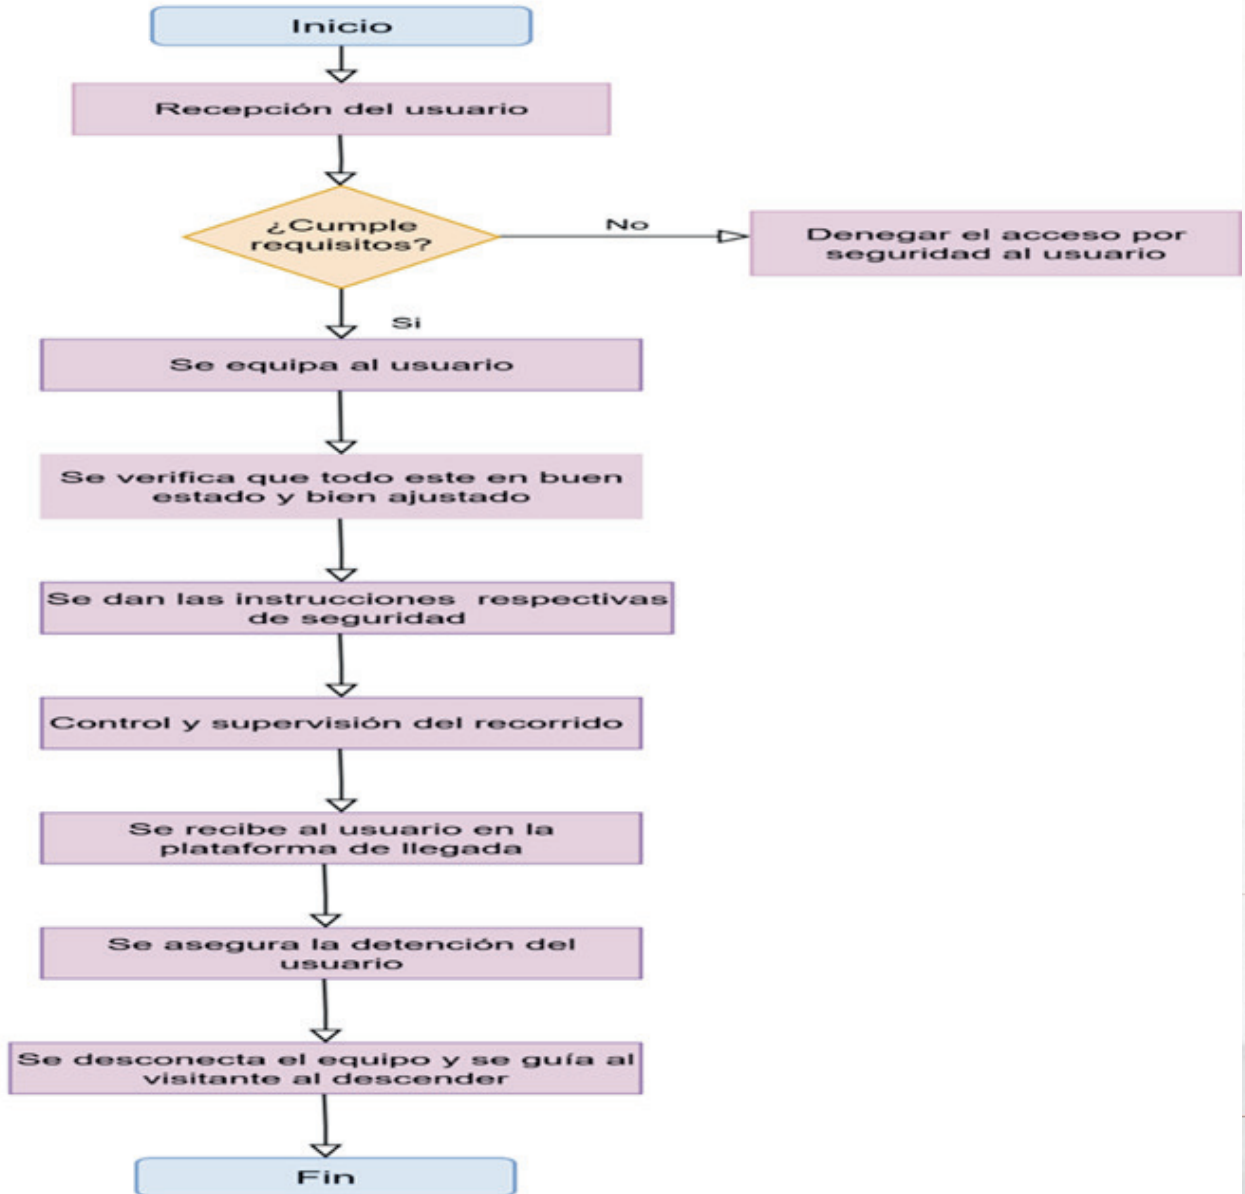 Inicio
Recepción del usuario
¿Cumple
requisitos?
No
Denegar el acceso por
seguridad al usuario
Si
Se equipa al usuario
Se verifica que todo este en buen
estado y bien ajustado
Se dan las instrucciones respectivas
de seguridad
Control y supervisión del recorrido
Se recibe al usuario en la
plataforma de llegada
Se asegura la detención del
usuario
Se desconecta el equipo y se guía al
visitante al descender
Fin